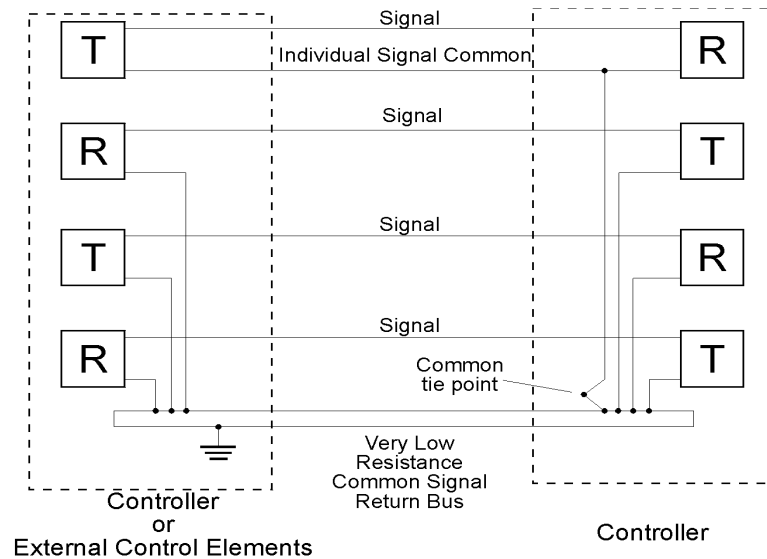 Signal
T
Individual Signal Common
R
Signal
R
T
Signal
T
R
Signal
R
T
Common
tie point
Very Low
Resistance
Common Signal
Return Bus
Controller
or
External Control Elements
Controller